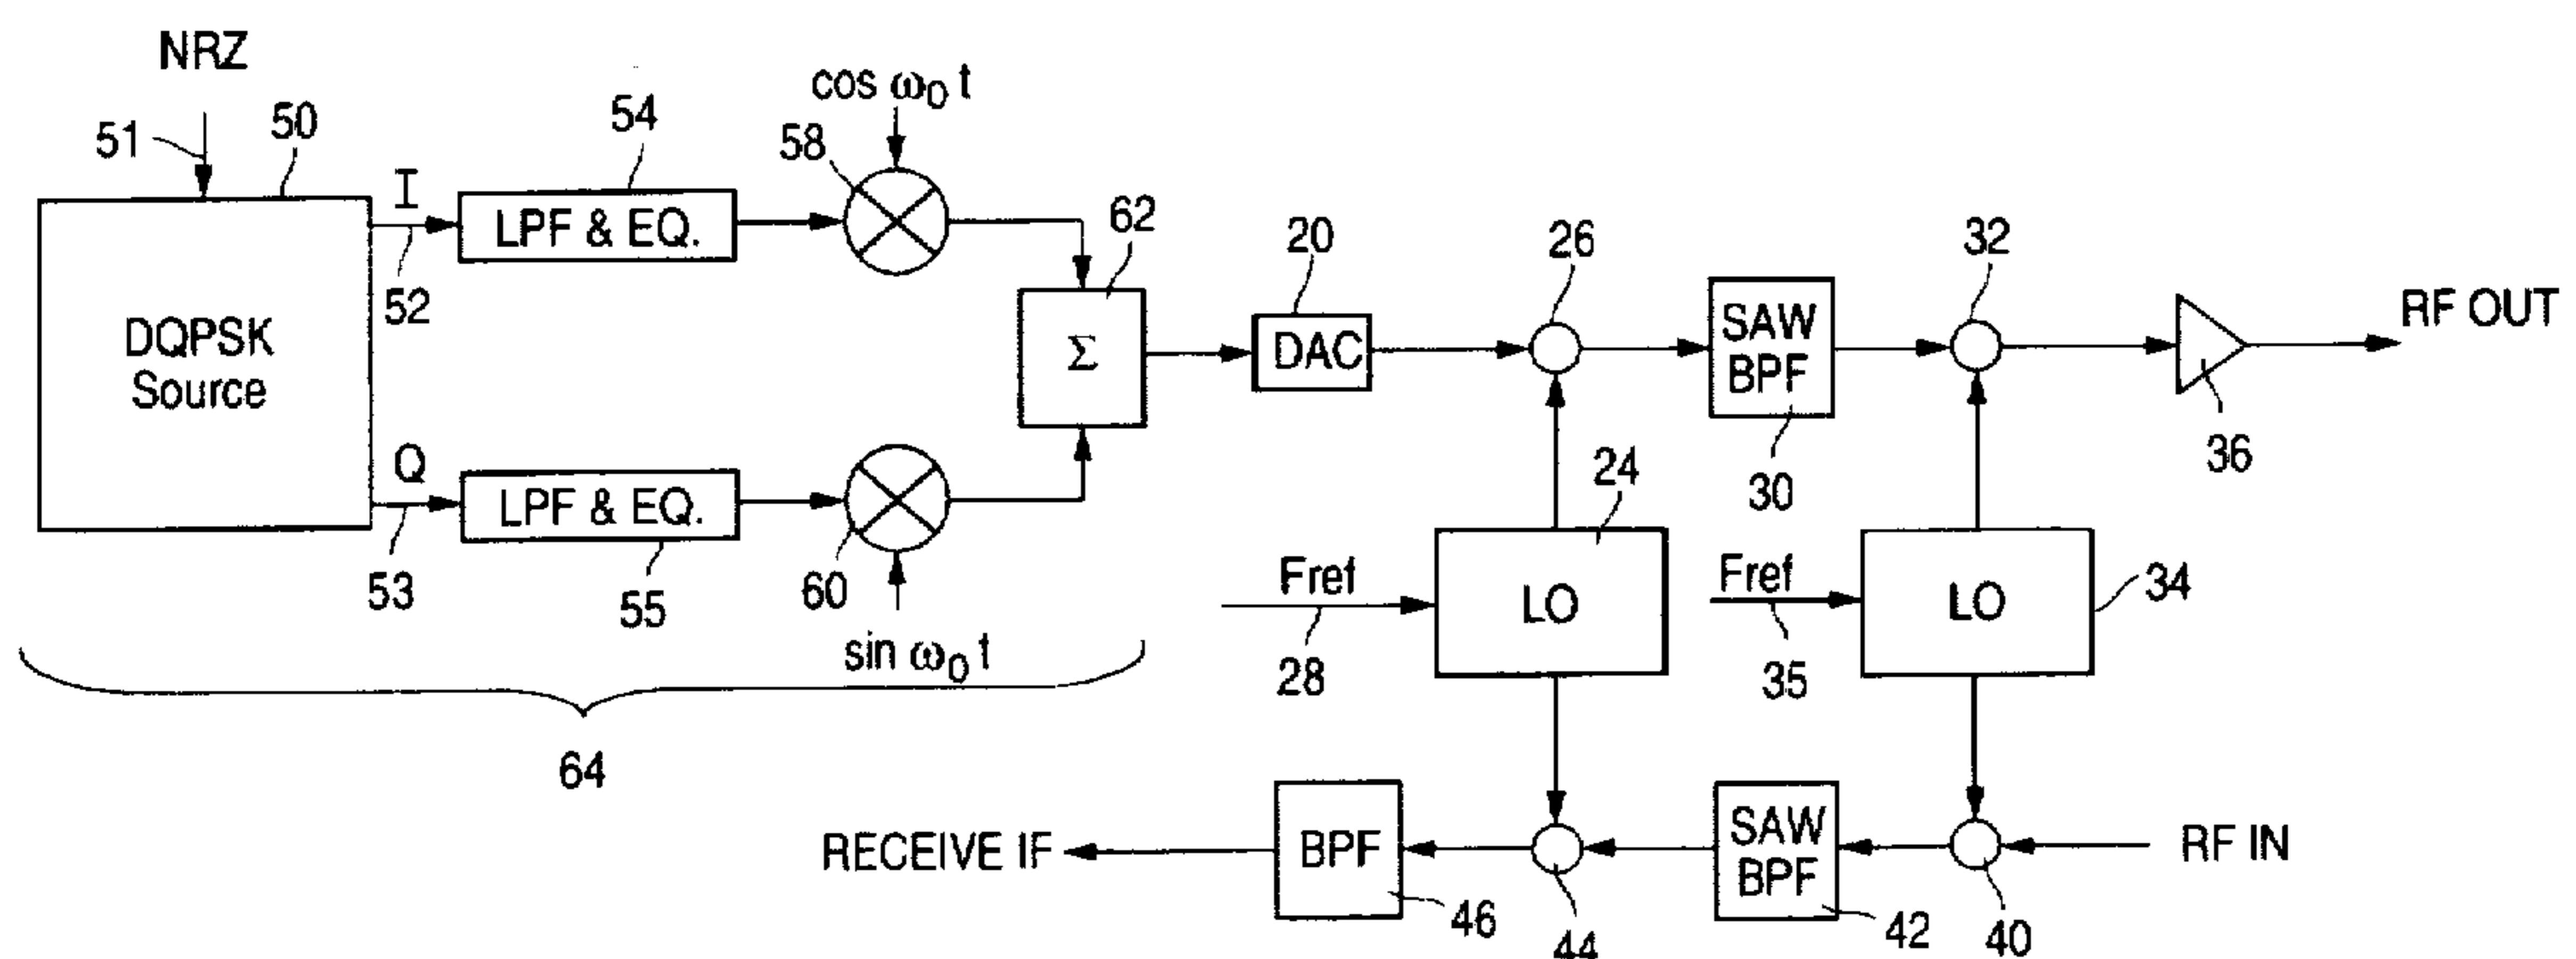 NRZ
51
50
I
52
DQPSK
Source
Q
53
54
LPF & EQ.
LPF & EQ.
55
cos ω0 t
58
60
sin ω0 t
62
Σ
64
20
DAC
26
SAW
BPF
30
32
36
RF OUT
24
Fref
28
LO
Fref
35
LO
34
RECEIVE IF
BPF
46
44
SAW
BPF
42
40
RF IN